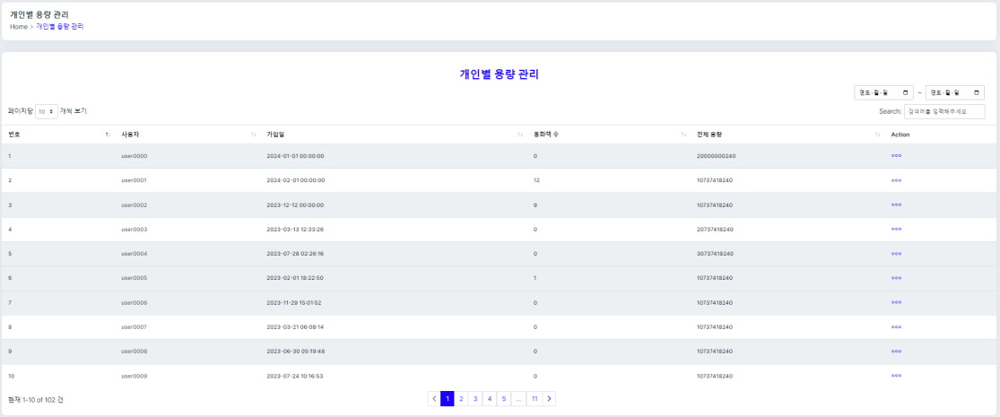 개인별 용량 관리
Home > 개인별 용량 관리
개인별 용량 관리
연도-월-일 ~ 연도-월-일
페이지당 10 개씩 보기 Search: 검색어를 입력해주세요
번호 사용자 가입일 동화책 수 전체 용량 Action
1 user0000 2024-01-01 00:00:00 0 20000000240
2 user0001 2024-02-01 00:00:00 12 10737418240
3 user0002 2023-12-12 00:00:00 9 10737418240
4 user0003 2023-03-13 12:33:26 0 20737418240
5 user0004 2023-07-28 02:26:16 0 30737418240
6 user0005 2023-02-01 18:22:50 1 10737418240
7 user0006 2023-11-29 15:01:52 0 10737418240
8 user0007 2023-03-21 06:08:14 0 10737418240
9 user0008 2023-06-30 05:19:48 0 10737418240
10 user0009 2023-07-24 10:16:53 0 10737418240
현재 1-10 of 102 건 < 1 2 3 4 5 ... 11 >